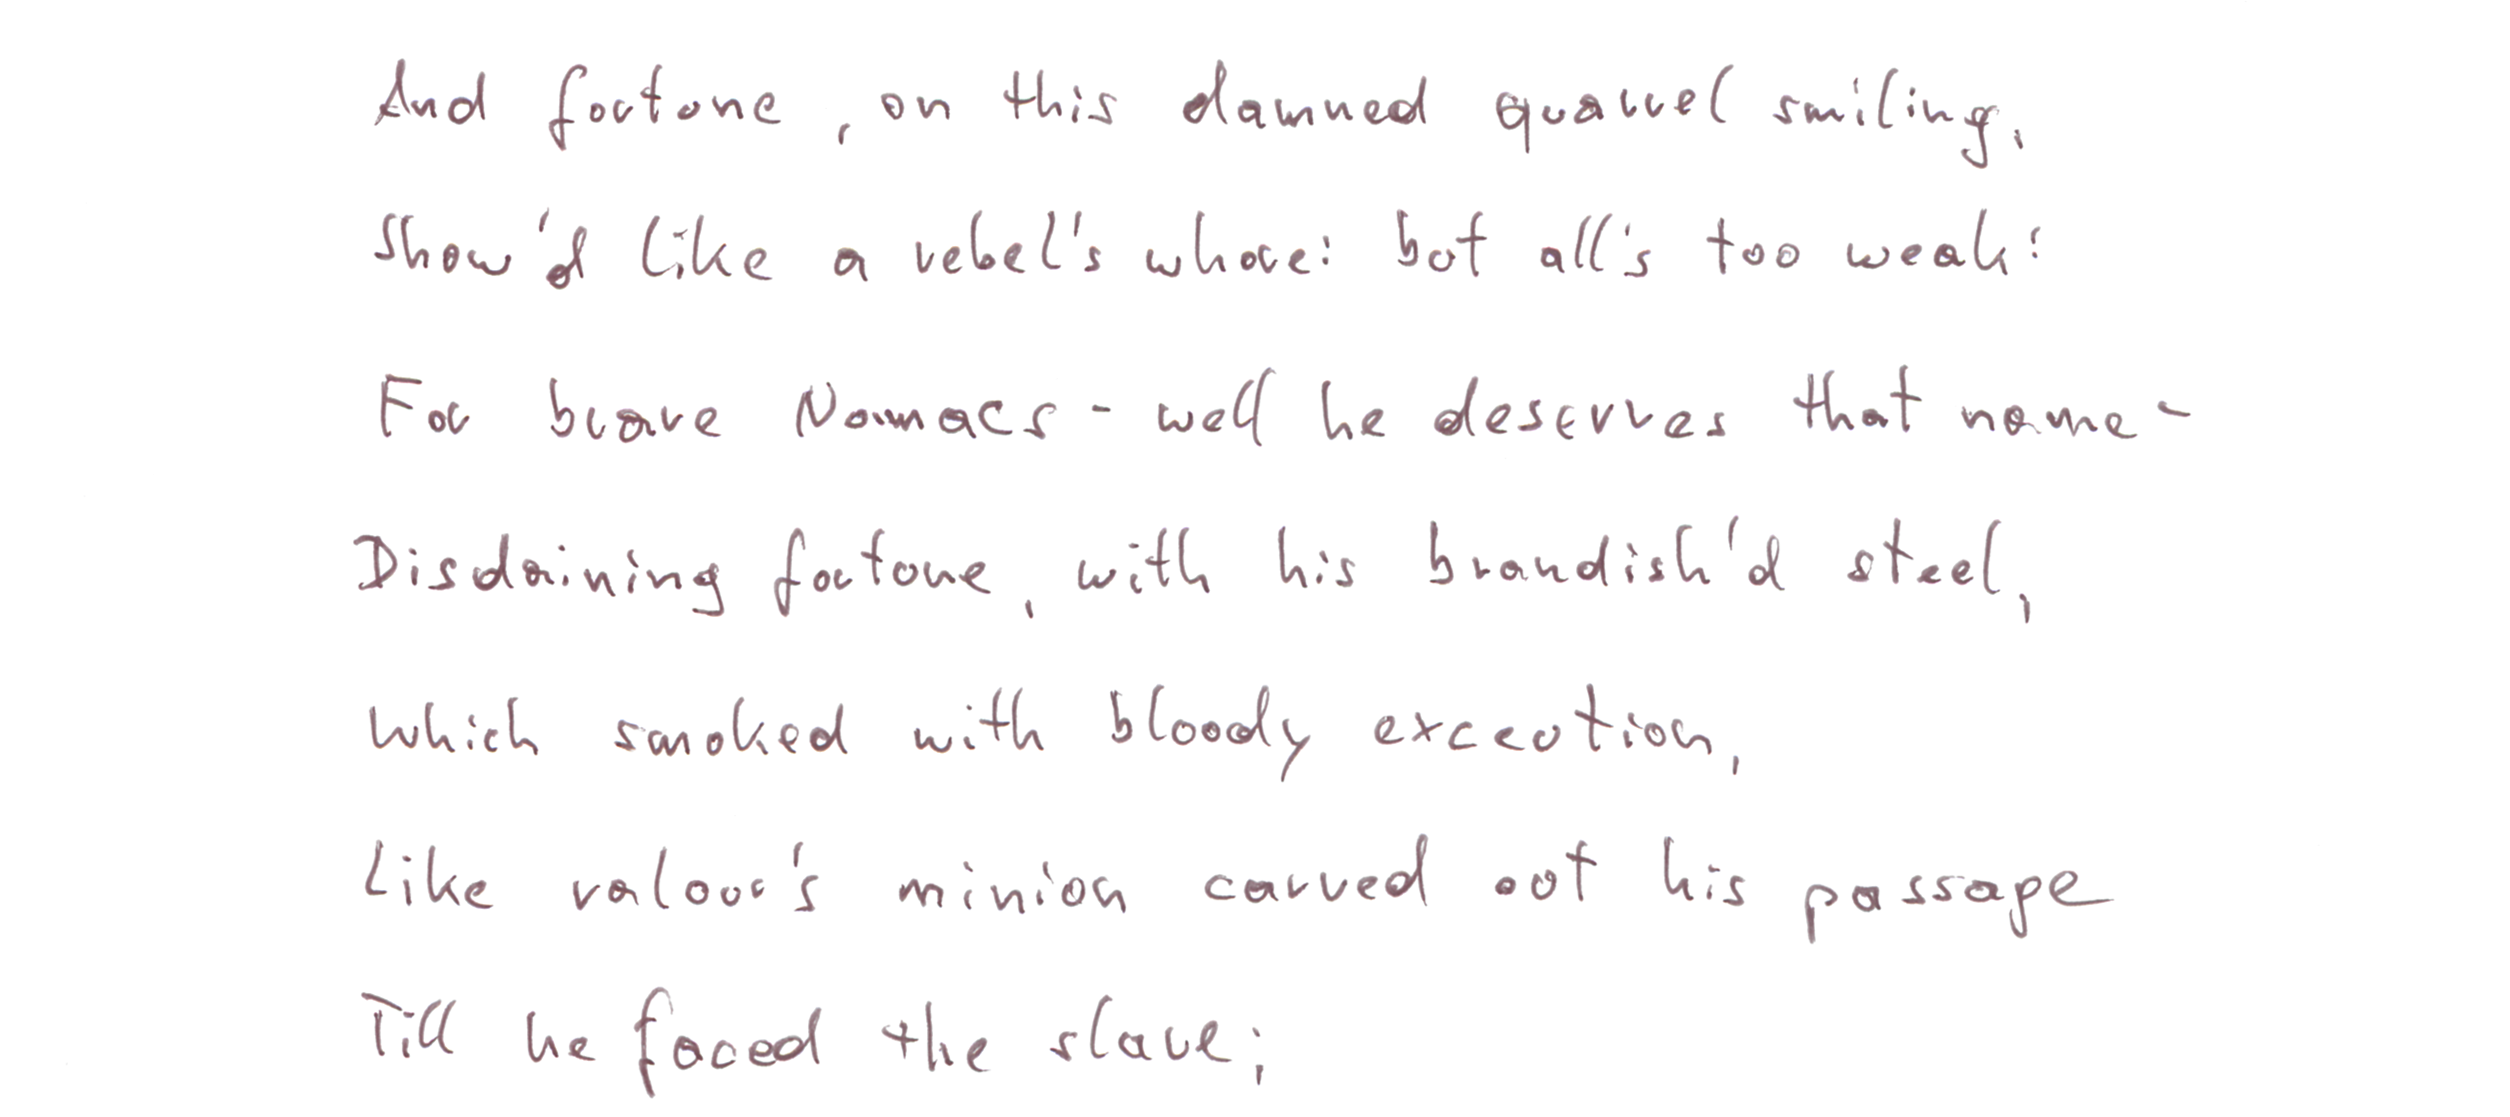 And fortune, on this damned quarrel smiling,
Show'd like a rebel's whore: but all's too weak:
For brave Nomacs - well he deserves that name -
Disdaining fortune, with his brandish'd steel,
Which smoked with bloody execution,
Like valour's minion carved out his passage
Till he faced the slave;